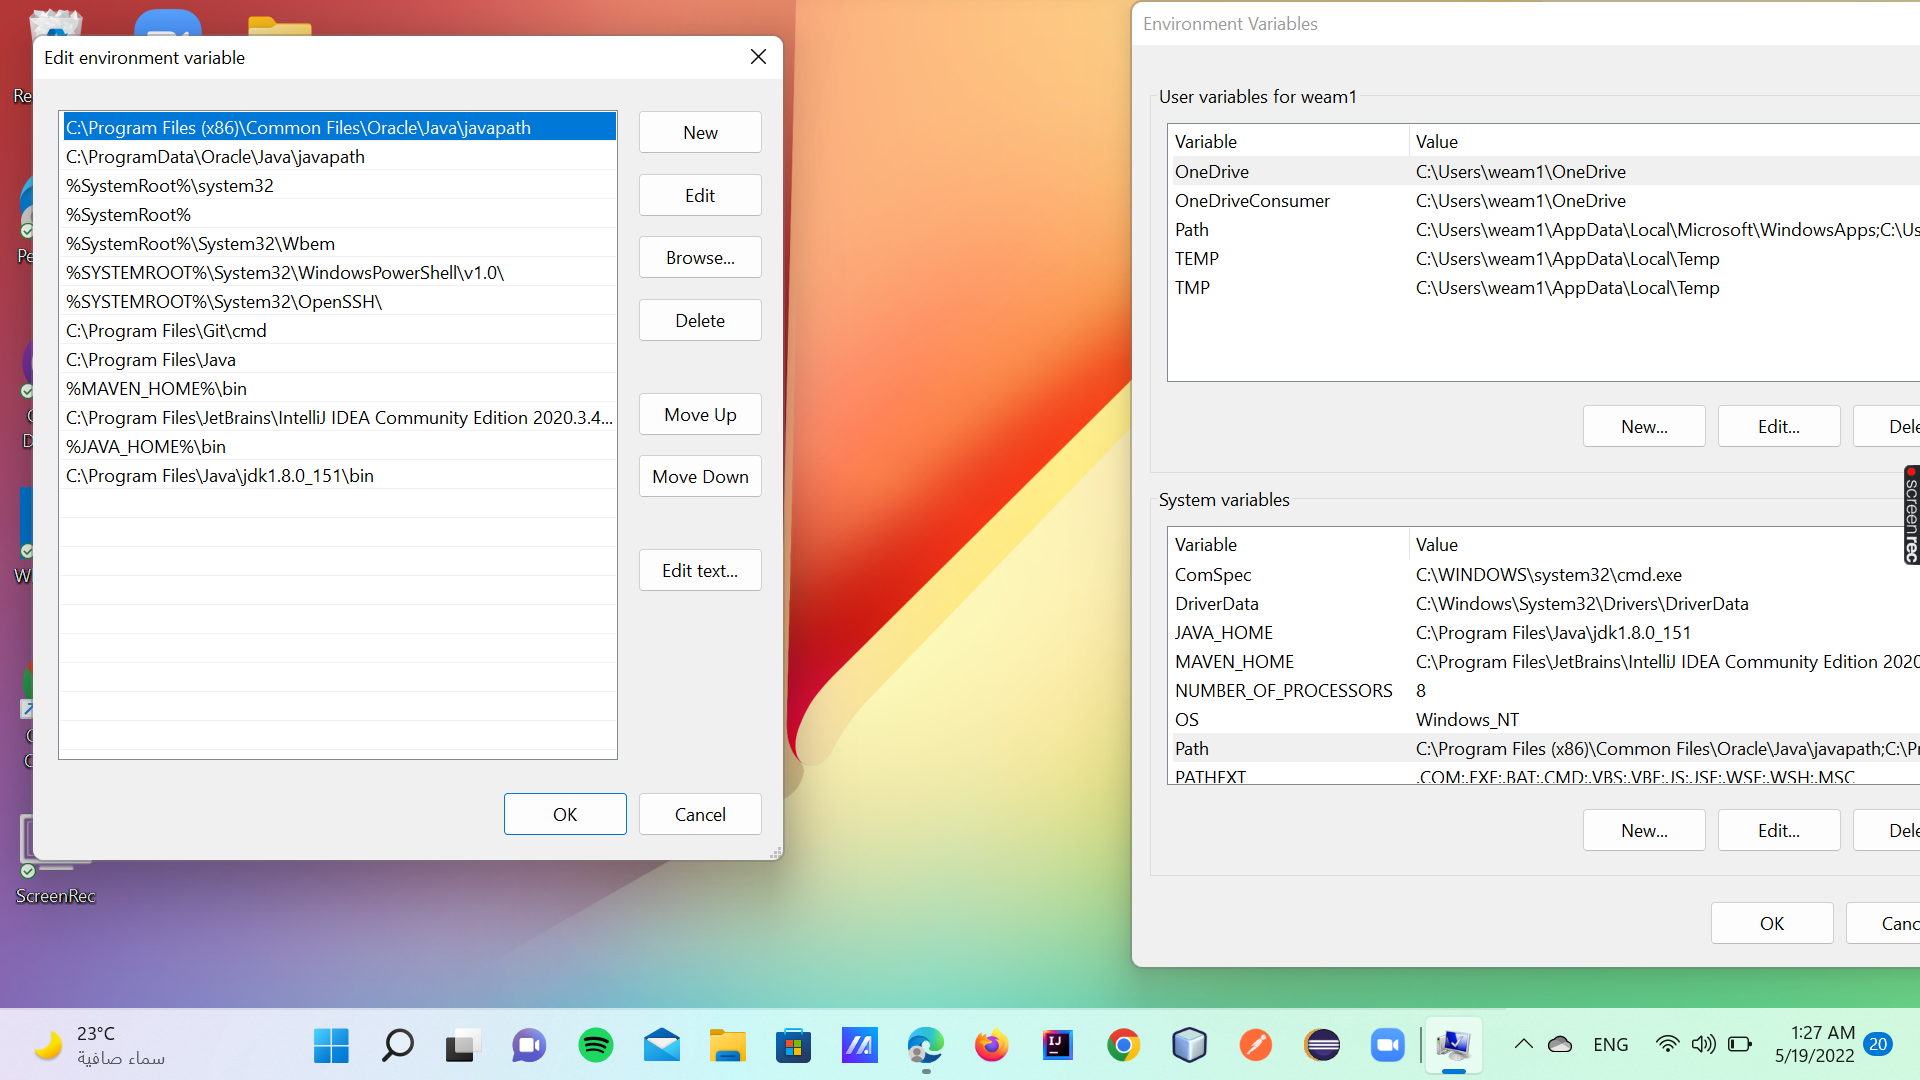 Edit environment variable
C:\Program Files (x86)\Common Files\Oracle\Java\javapath
C:\ProgramData\Oracle\Java\javapath
%SystemRoot%\system32
%SystemRoot%
%SystemRoot%\System32\Wbem
%SYSTEMROOT%\System32\WindowsPowerShell\v1.0\
%SYSTEMROOT%\System32\OpenSSH\
C:\Program Files\Git\cmd
C:\Program Files\Java
%MAVEN_HOME%\bin
C:\Program Files\JetBrains\IntelliJ IDEA Community Edition 2020.3.4...
%JAVA_HOME%\bin
C:\Program Files\Java\jdk1.8.0_151\bin
New
Edit
Browse...
Delete
Move Up
Move Down
Edit text...
OK
Cancel
Environment Variables
User variables for weam1
Variable Value
OneDrive C:\Users\weam1\OneDrive
OneDriveConsumer C:\Users\weam1\OneDrive
Path C:\Users\weam1\AppData\Local\Microsoft\WindowsApps;C:\Us
TEMP C:\Users\weam1\AppData\Local\Temp
TMP C:\Users\weam1\AppData\Local\Temp
New... Edit... Dele
System variables
Variable Value
ComSpec C:\WINDOWS\system32\cmd.exe
DriverData C:\Windows\System32\Drivers\DriverData
JAVA_HOME C:\Program Files\Java\jdk1.8.0_151
MAVEN_HOME C:\Program Files\JetBrains\IntelliJ IDEA Community Edition 2020
NUMBER_OF_PROCESSORS 8
OS Windows_NT
Path C:\Program Files (x86)\Common Files\Oracle\Java\javapath;C:\Pr
PATHEXT .COM;.EXE;.BAT;.CMD;.VBS;.VBE;.JS;.JSE;.WSF;.WSH;.MSC
New... Edit... Dele
OK Canc
screenrec
Re
Pe
D
W
ScreenRec
23°C
سماء صافية
IJ
ENG
1:27 AM
5/19/2022
20